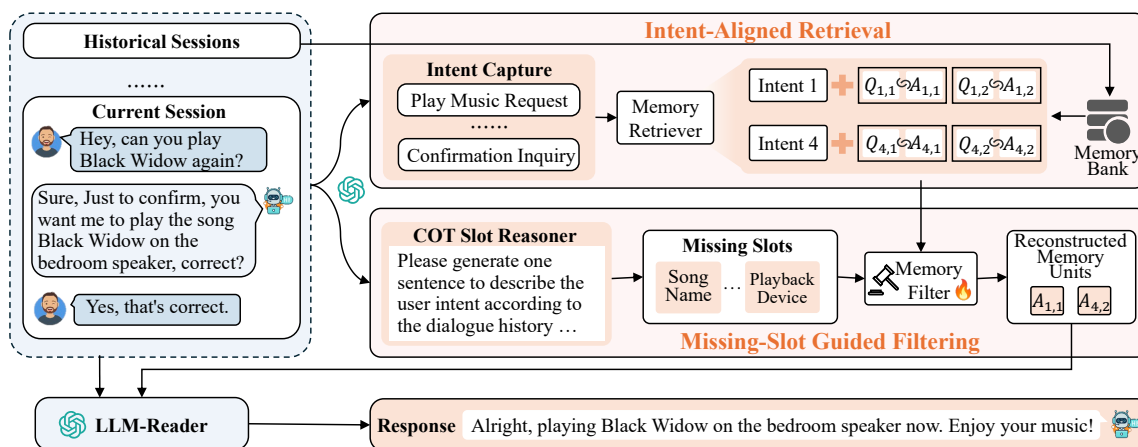 Historical Sessions
......
Current Session
Hey, can you play
Black Widow again?
Sure, Just to confirm, you
want me to play the song
Black Widow on the
bedroom speaker, correct?
Yes, that's correct.
Intent-Aligned Retrieval
Intent Capture
Play Music Request
......
Confirmation Inquiry
Memory
Retriever
Intent 1
Q1,1 A1,1
Q1,2 A1,2
Intent 4
Q4,1 A4,1
Q4,2 A4,2
Memory
Bank
COT Slot Reasoner
Please generate one
sentence to describe the
user intent according to
the dialogue history ...
Missing Slots
Song
Name
...
Playback
Device
Memory
Filter
Reconstructed
Memory
Units
A1,1
A4,2
Missing-Slot Guided Filtering
LLM-Reader
Response
Alright, playing Black Widow on the bedroom speaker now. Enjoy your music!